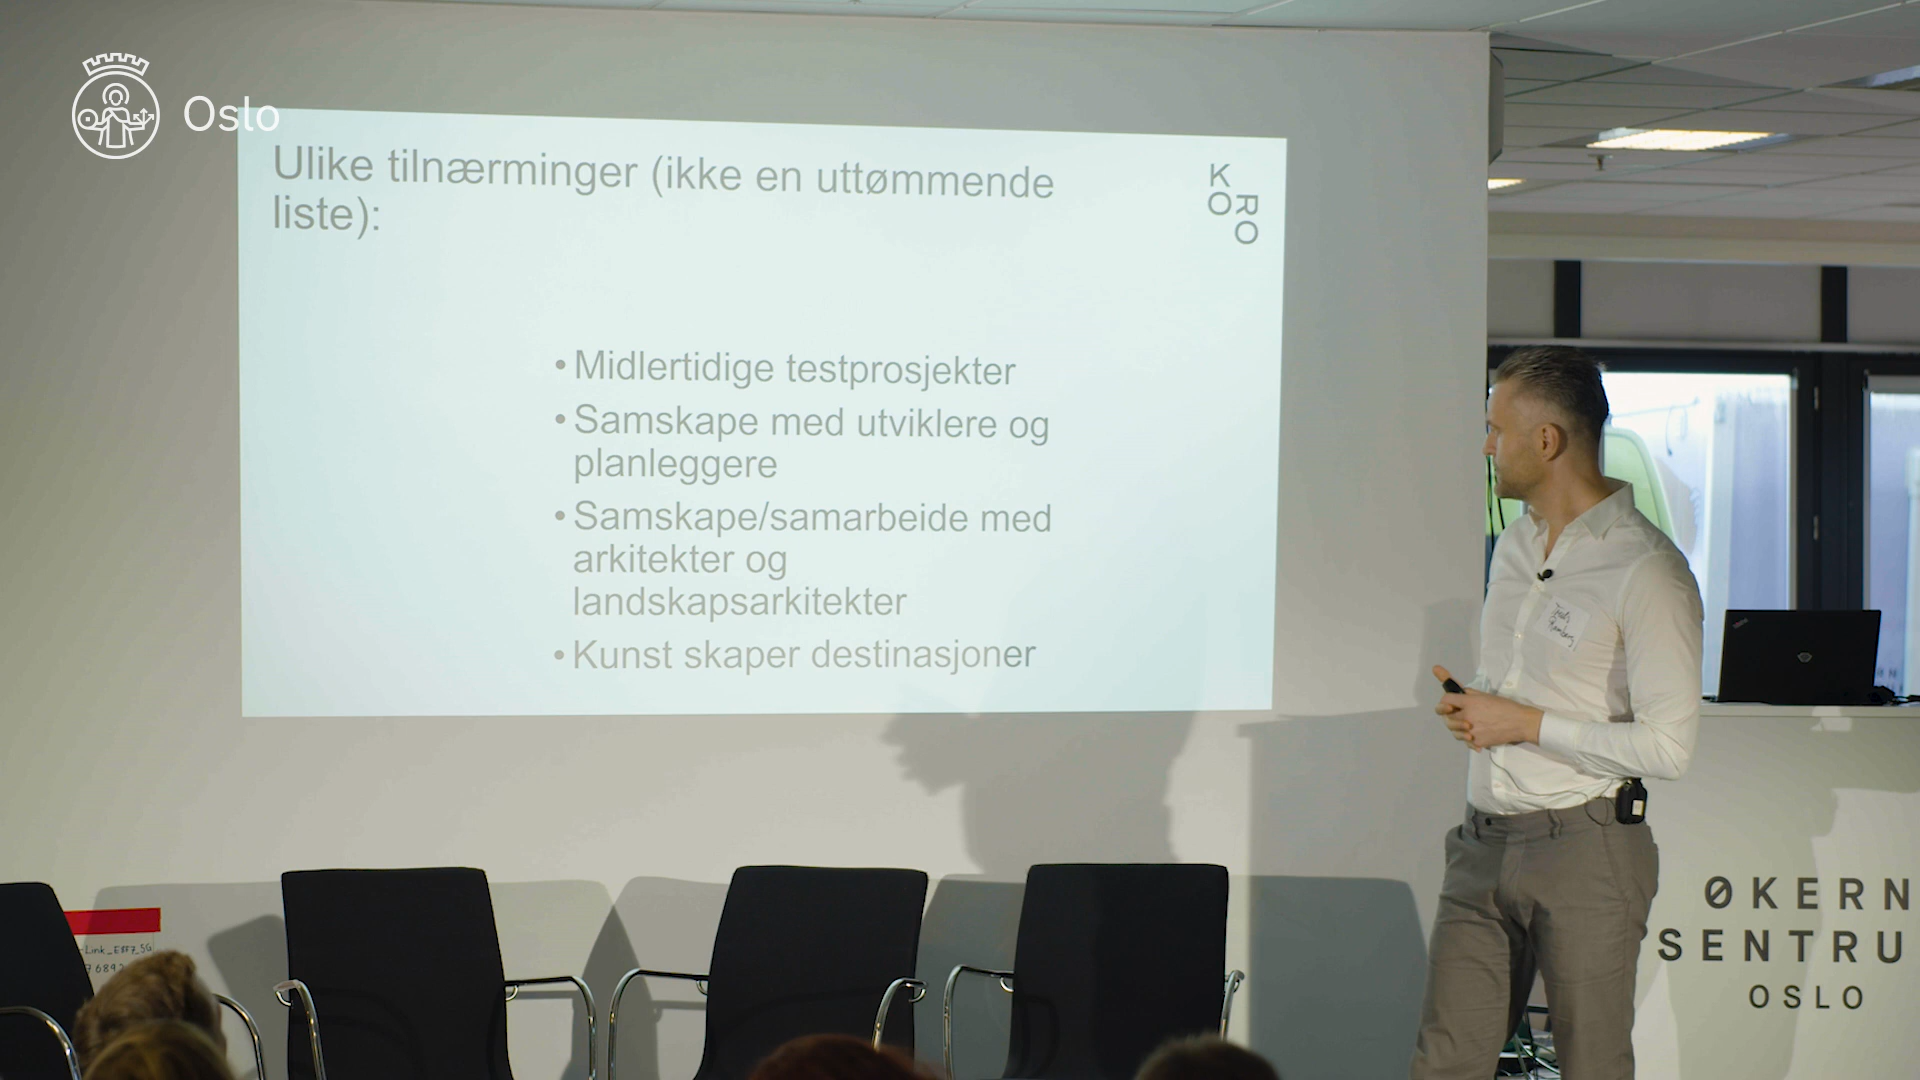 Oslo
Ulike tilnærminger (ikke en uttømmende
liste):
K
O
R
O
• Midlertidige testprosjekter
• Samskape med utviklere og
planleggere
• Samskape/samarbeide med
arkitekter og
landskapsarkitekter
• Kunst skaper destinasjoner
ØKERN
SENTRU
OSLO